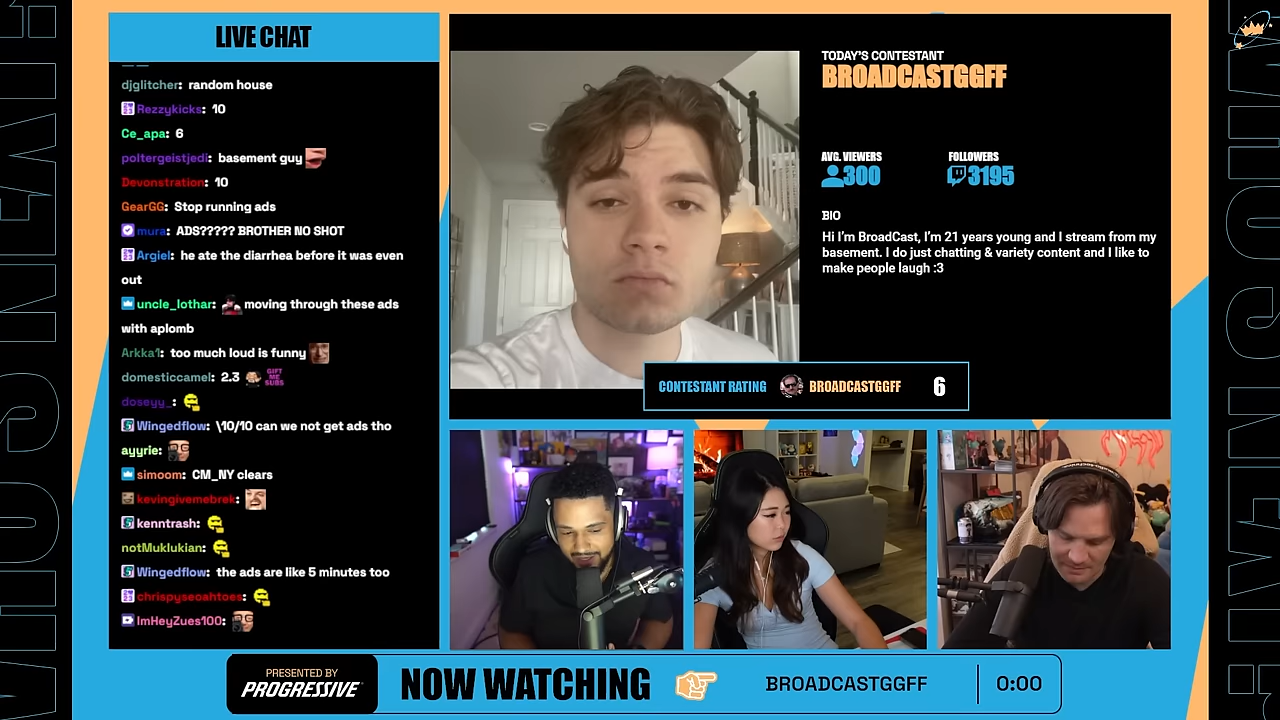 LIVE CHAT
djglitcher: random house
Rezzykicks: 10
Ce_apa: 6
poltergeistjedi: basement guy
Devonstration: 10
GearGG: Stop running ads
mura: ADS????? BROTHER NO SHOT
Argiel: he ate the diarrhea before it was even
out
uncle_lothar: moving through these ads
with aplomb
Arkka1: too much loud is funny
domesticcamel: 2.3 GIFT ME SUBS
doseyy_:
Wingedflow: \10/10 can we not get ads tho
ayyrie:
simoom: CM_NY clears
kevingivemebrek:
kenntrash:
notMuklukian:
Wingedflow: the ads are like 5 minutes too
chrispyseoahtoes:
ImHeyZues100:
TODAY'S CONTESTANT
BROADCASTGGFF
AVG. VIEWERS FOLLOWERS
300 3195
BIO
Hi I'm BroadCast, I'm 21 years young and I stream from my
basement. I do just chatting & variety content and I like to
make people laugh :3
CONTESTANT RATING BROADCASTGGFF 6
PRESENTED BY
PROGRESSIVE
NOW WATCHING BROADCASTGGFF 0:00